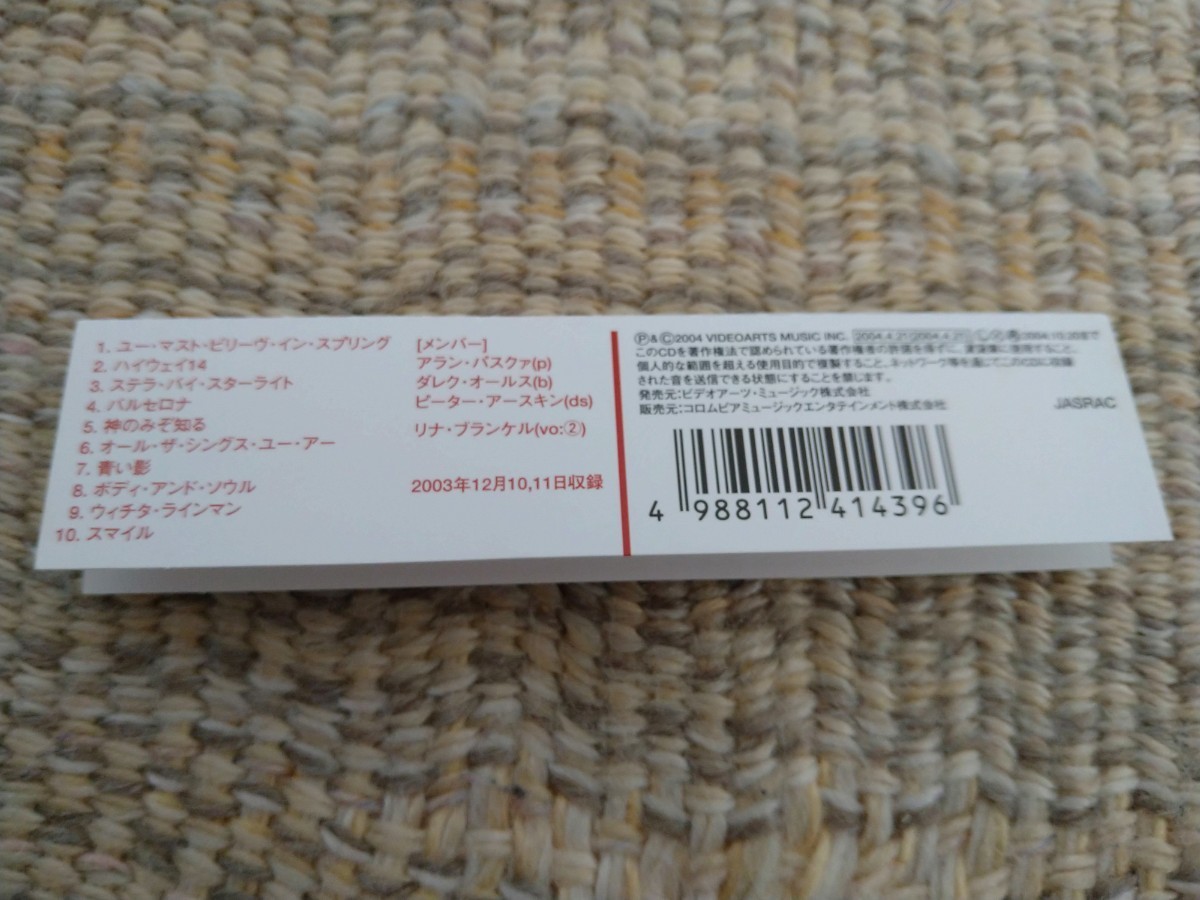 1. ユー・マスト・ビリーヴ・イン・スプリング
2. ハイウェイ14
3. ステラ・バイ・スターライト
4. バルセロナ
5. 神のみぞ知る
6. オール・ザ・シングス・ユー・アー
7. 青い影
8. ボディ・アンド・ソウル
9. ウィチタ・ラインマン
10. スマイル
[メンバー]
アラン・パスクァ(p)
ダレク・オールス(b)
ピーター・アースキン(ds)
リナ・ブランケル(vo:②)
2003年12月10,11日収録
Ⓟ&Ⓒ2004 VIDEOARTS MUSIC INC.
このCDを著作権法で認められている著作権者の許諾を得ずに、賃貸業に使用すること、
個人的な範囲を超える使用目的で複製すること、ネットワーク等を通じてこのCDに収録
された音を送信できる状態にすることを禁じます。
発売元:ビデオアーツ・ミュージック株式会社
販売元:コロムビアミュージックエンタテインメント株式会社
JASRAC
4 988112 414396